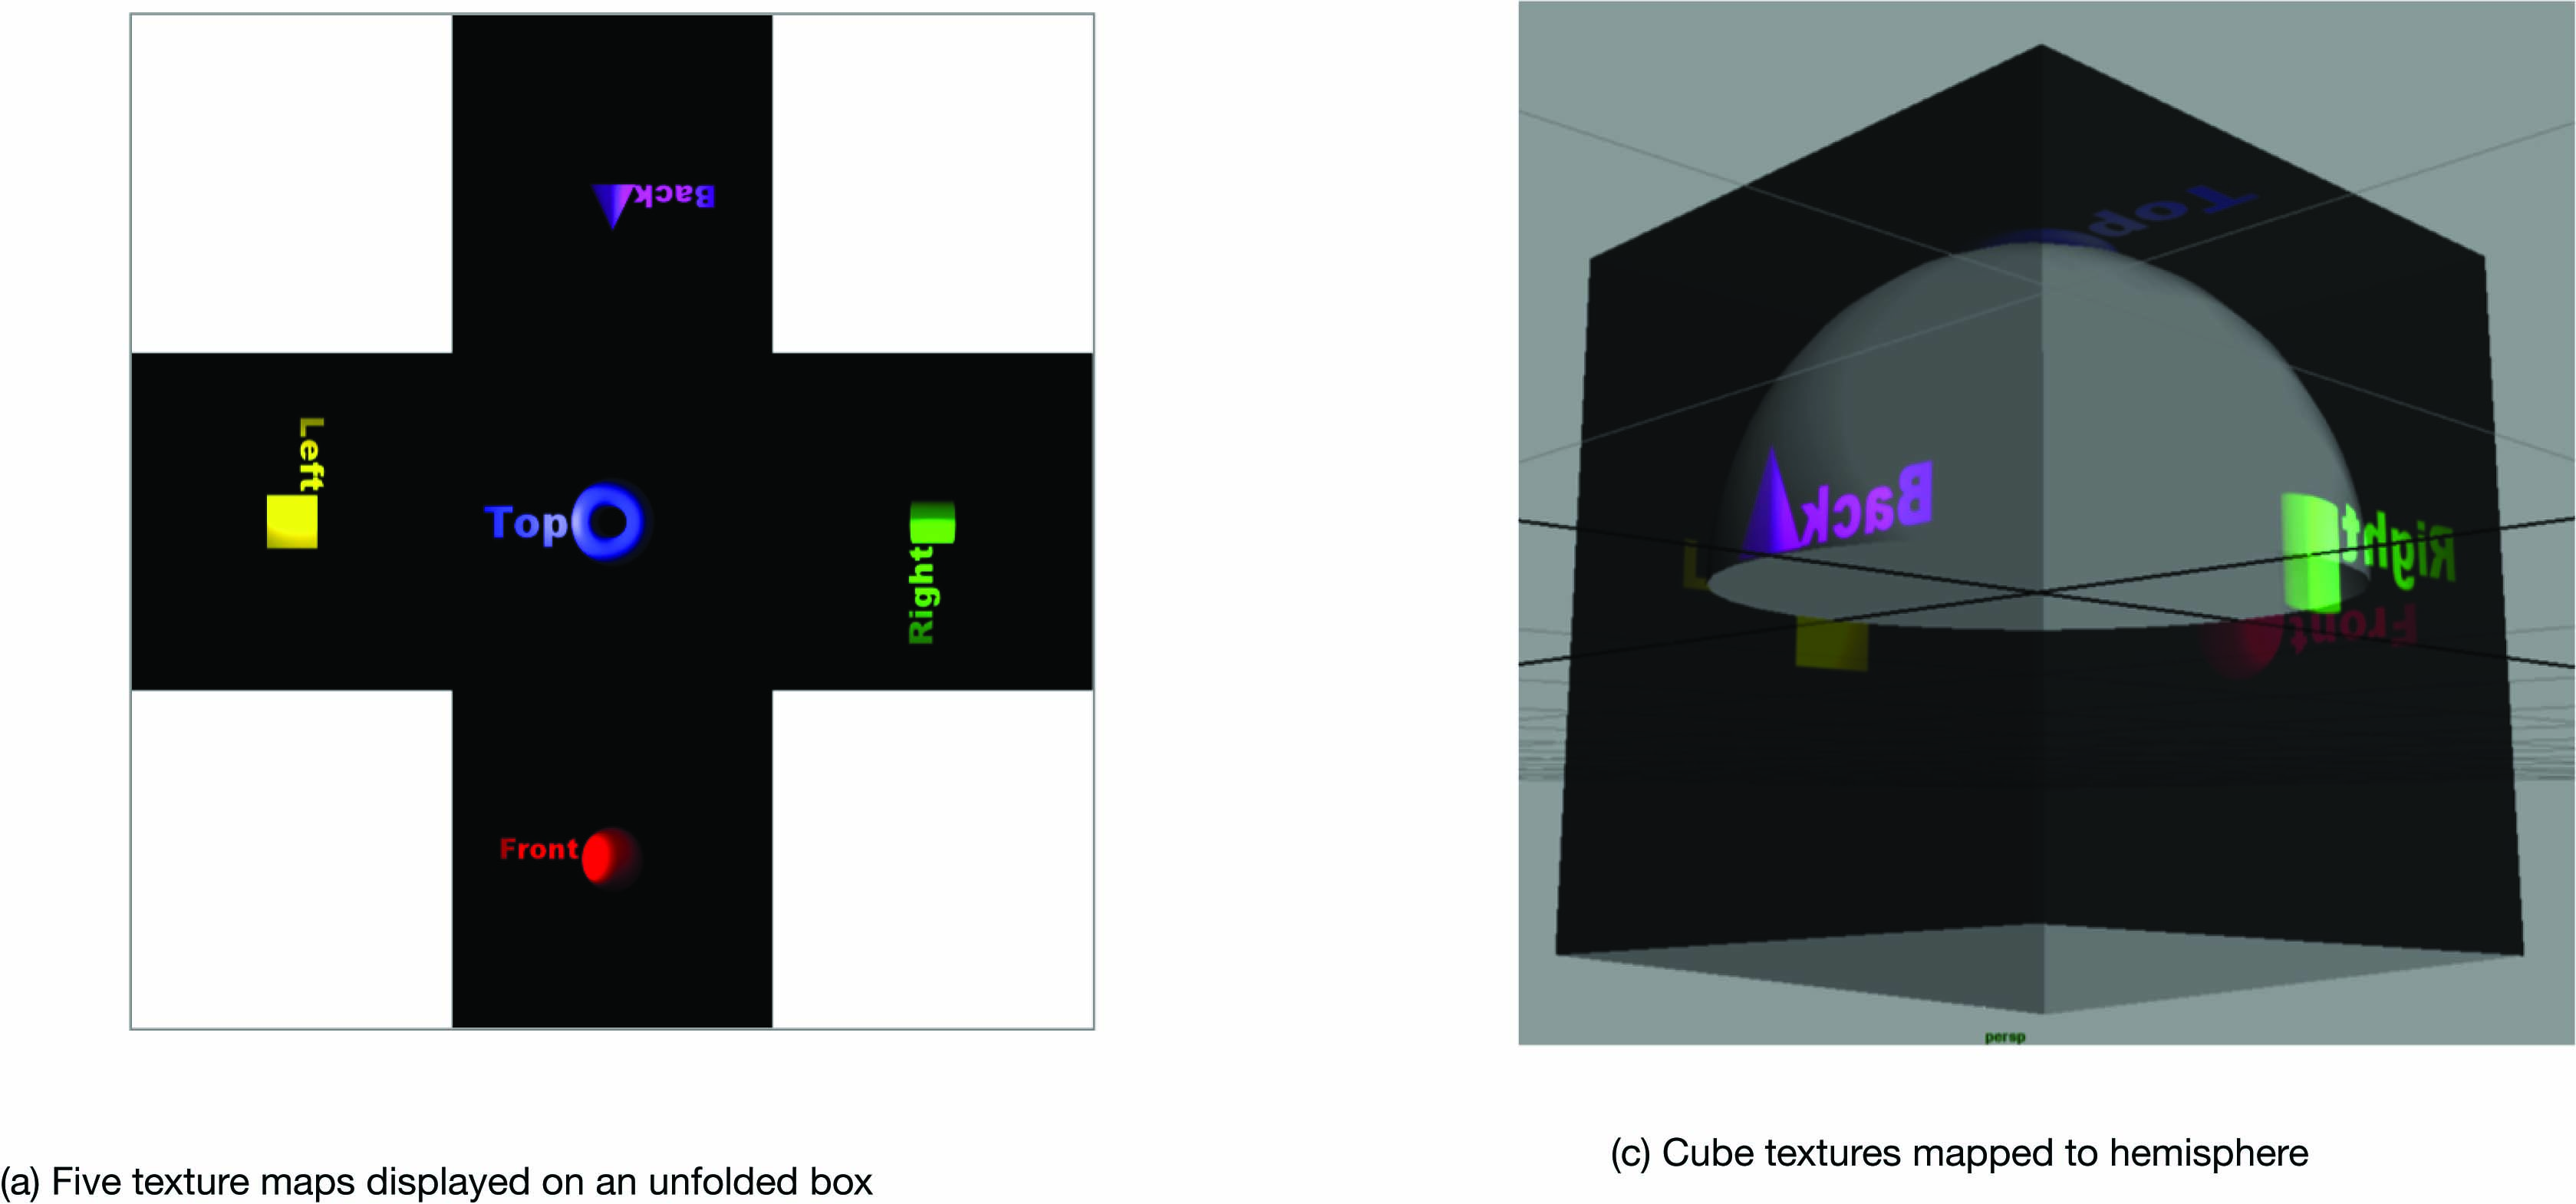 Back
Left
Top
Right
Front
(a) Five texture maps displayed on an unfolded box
Top
Back
Right
L
Front
persp
(c) Cube textures mapped to hemisphere